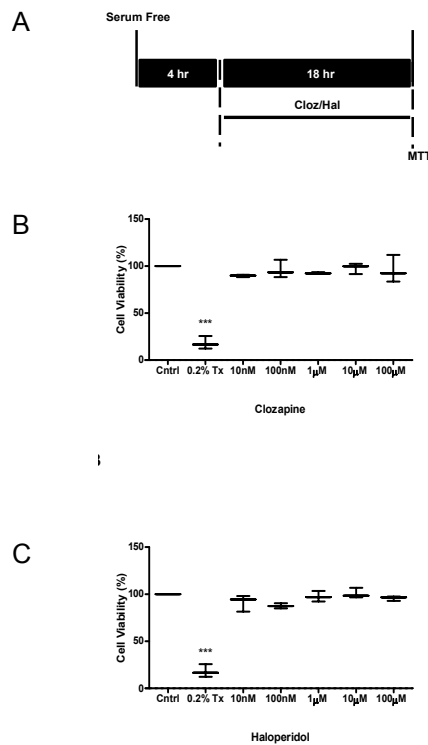 A
Serum Free
4 hr 18 hr
Cloz/Hal
MTT
B
Cell Viability (%)
150
100
50
0
***
Cntrl 0.2% Tx 10nM 100nM 1µM 10µM 100µM
Clozapine
C
Cell Viability (%)
150
100
50
0
***
Cntrl 0.2% Tx 10nM 100nM 1µM 10µM 100µM
Haloperidol